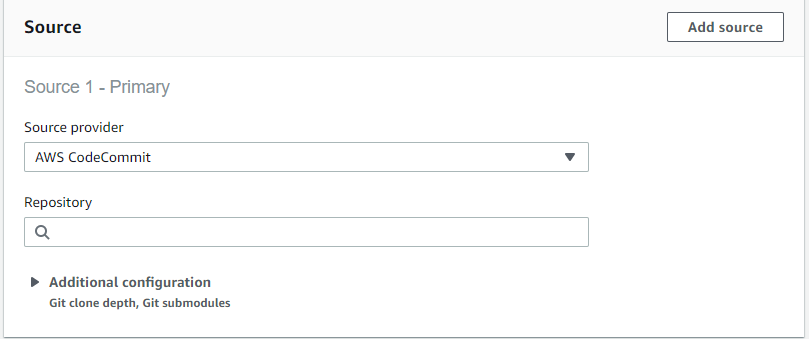 Source
Add source
Source 1 - Primary
Source provider
AWS CodeCommit
Repository
Additional configuration
Git clone depth, Git submodules